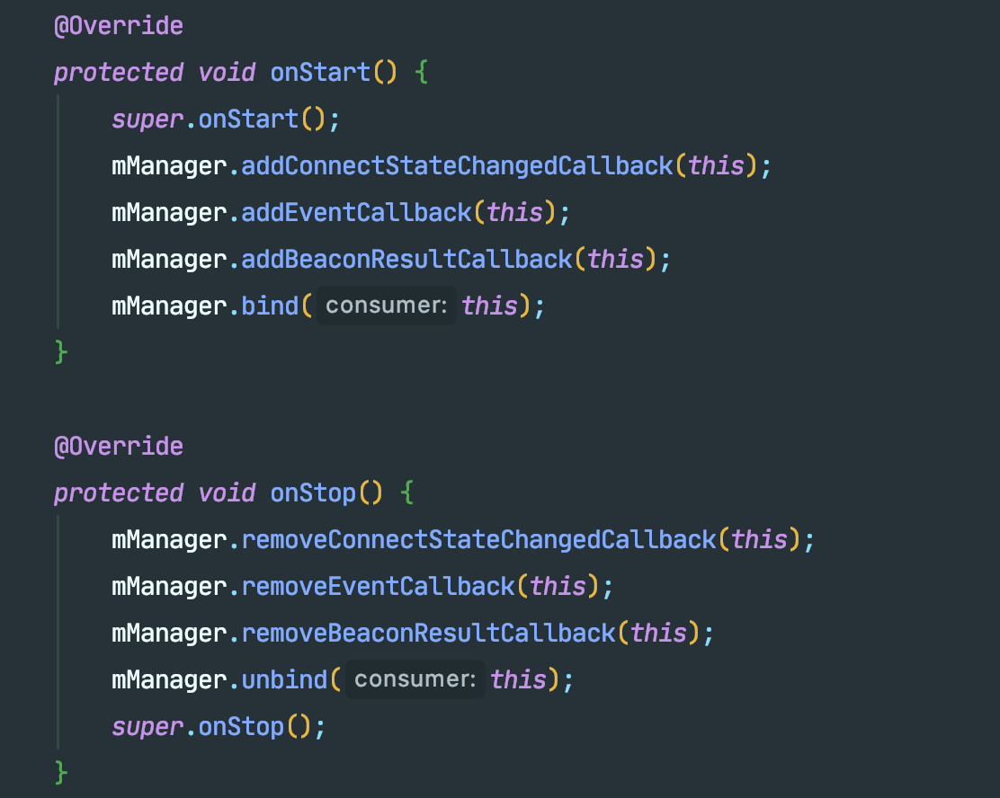 @Override
protected void onStart() {
super.onStart();
mManager.addConnectStateChangedCallback(this);
mManager.addEventCallback(this);
mManager.addBeaconResultCallback(this);
mManager.bind( consumer: this);
}
@Override
protected void onStop() {
mManager.removeConnectStateChangedCallback(this);
mManager.removeEventCallback(this);
mManager.removeBeaconResultCallback(this);
mManager.unbind( consumer: this);
super.onStop();
}